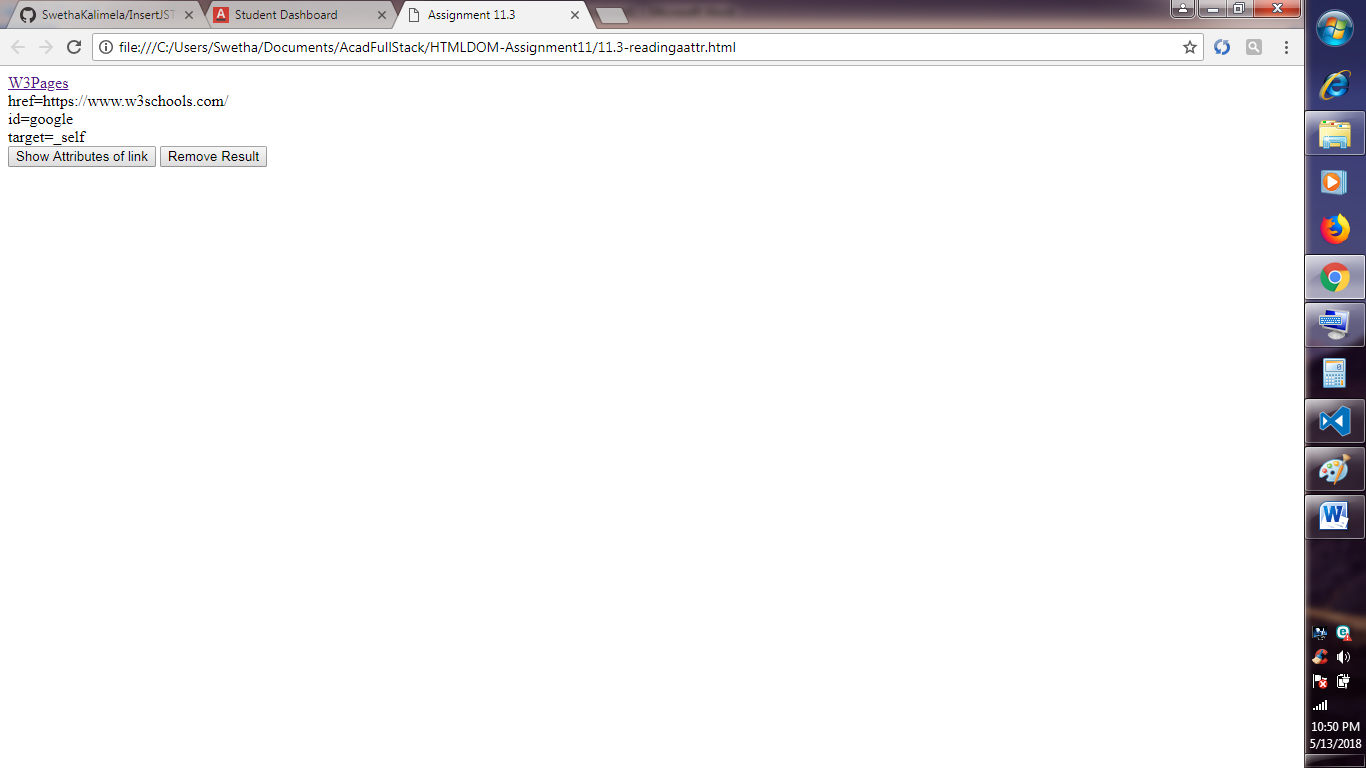 SwethaKalimela/InsertJST
Student Dashboard
Assignment 11.3
file:///C:/Users/Swetha/Documents/AcadFullStack/HTMLDOM-Assignment11/11.3-readingaattr.html
W3Pages
href=https://www.w3schools.com/
id=google
target=_self
Show Attributes of link Remove Result
10:50 PM
5/13/2018